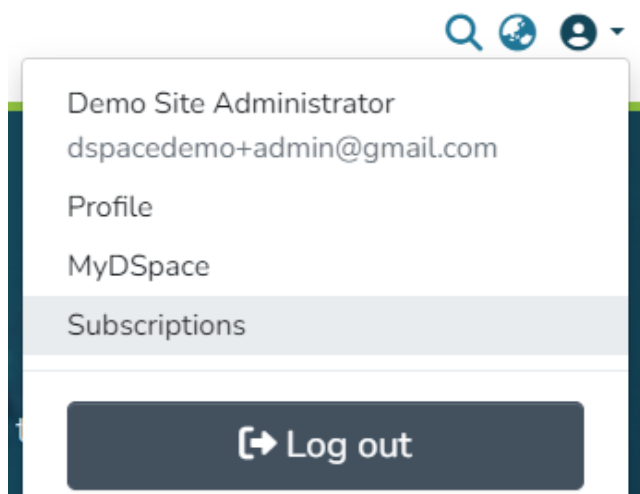 Demo Site Administrator
dspacedemo+admin@gmail.com
Profile
MyDSpace
Subscriptions
Log out